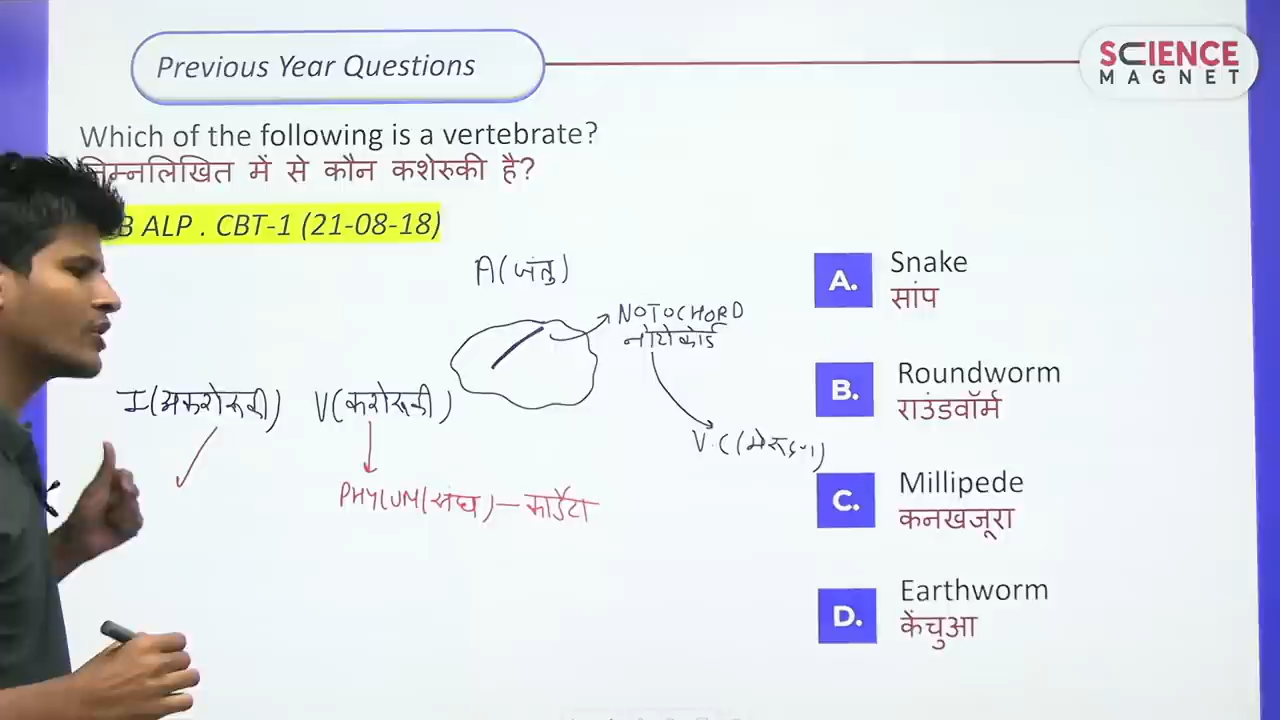 Previous Year Questions
SCIENCE
MAGNET
Which of the following is a vertebrate?
निम्नलिखित में से कौन कशेरुकी है?
B ALP . CBT-1 (21-08-18)
A(जंतु)
NOTOCHORD
नोटोकॉर्ड
I(अकशेरूकी) V(कशेरूकी)
V.C
PHYLUM(संघ)-कार्डेटा
A. Snake
सांप
B. Roundworm
राउंडवॉर्म
C. Millipede
कनखजूरा
D. Earthworm
केंचुआ